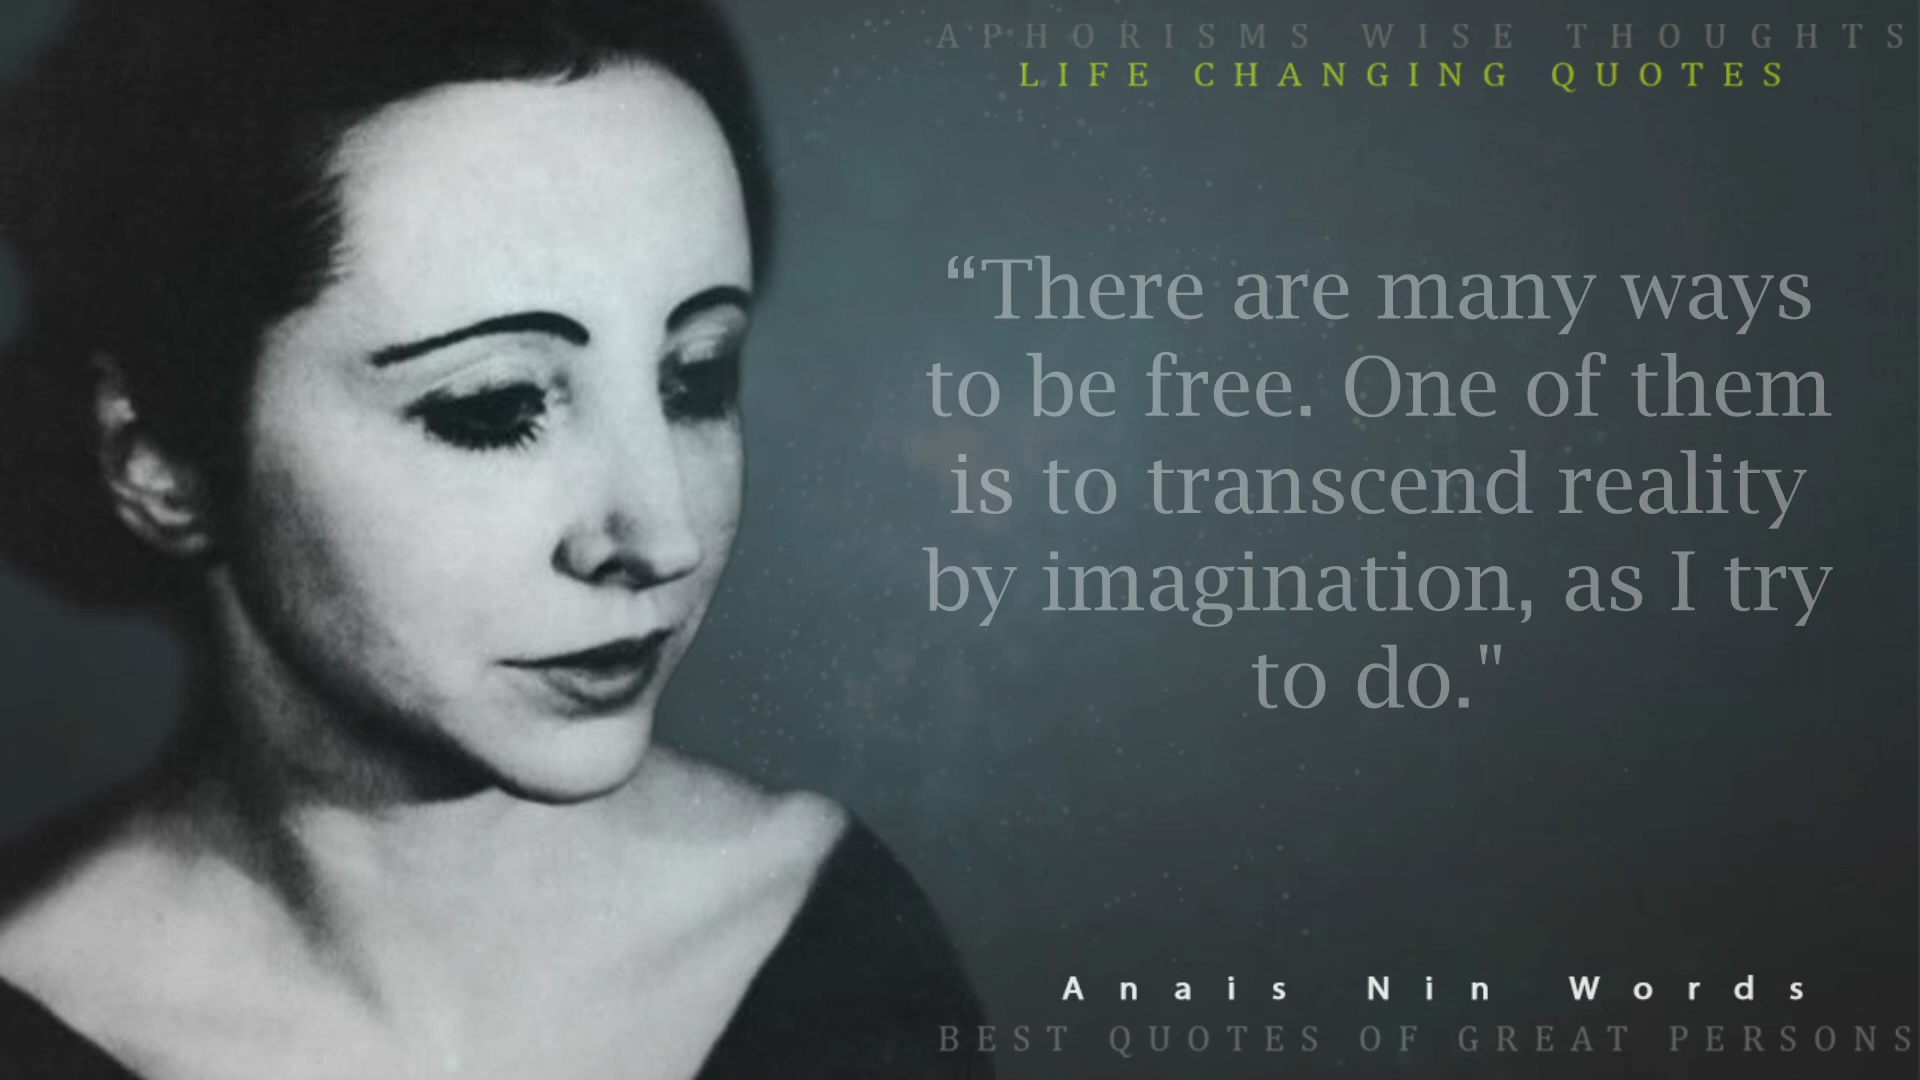 APHORISMS WISE THOUGHTS
LIFE CHANGING QUOTES
“There are many ways
to be free. One of them
is to transcend reality
by imagination, as I try
to do."
Anais Nin Words
BEST QUOTES OF GREAT PERSONS